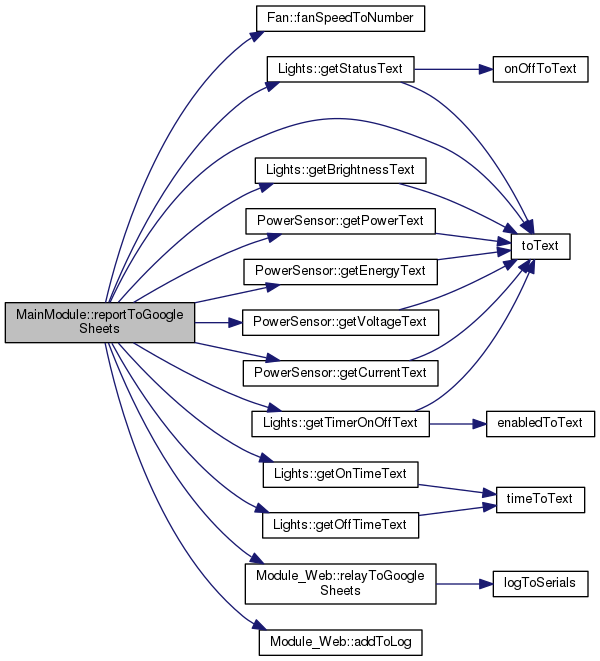 Fan::fanSpeedToNumber
Lights::getStatusText
onOffToText
Lights::getBrightnessText
PowerSensor::getPowerText
toText
PowerSensor::getEnergyText
MainModule::reportToGoogle
Sheets
PowerSensor::getVoltageText
PowerSensor::getCurrentText
Lights::getTimerOnOffText
enabledToText
Lights::getOnTimeText
timeToText
Lights::getOffTimeText
Module_Web::relayToGoogle
Sheets
logToSerials
Module_Web::addToLog